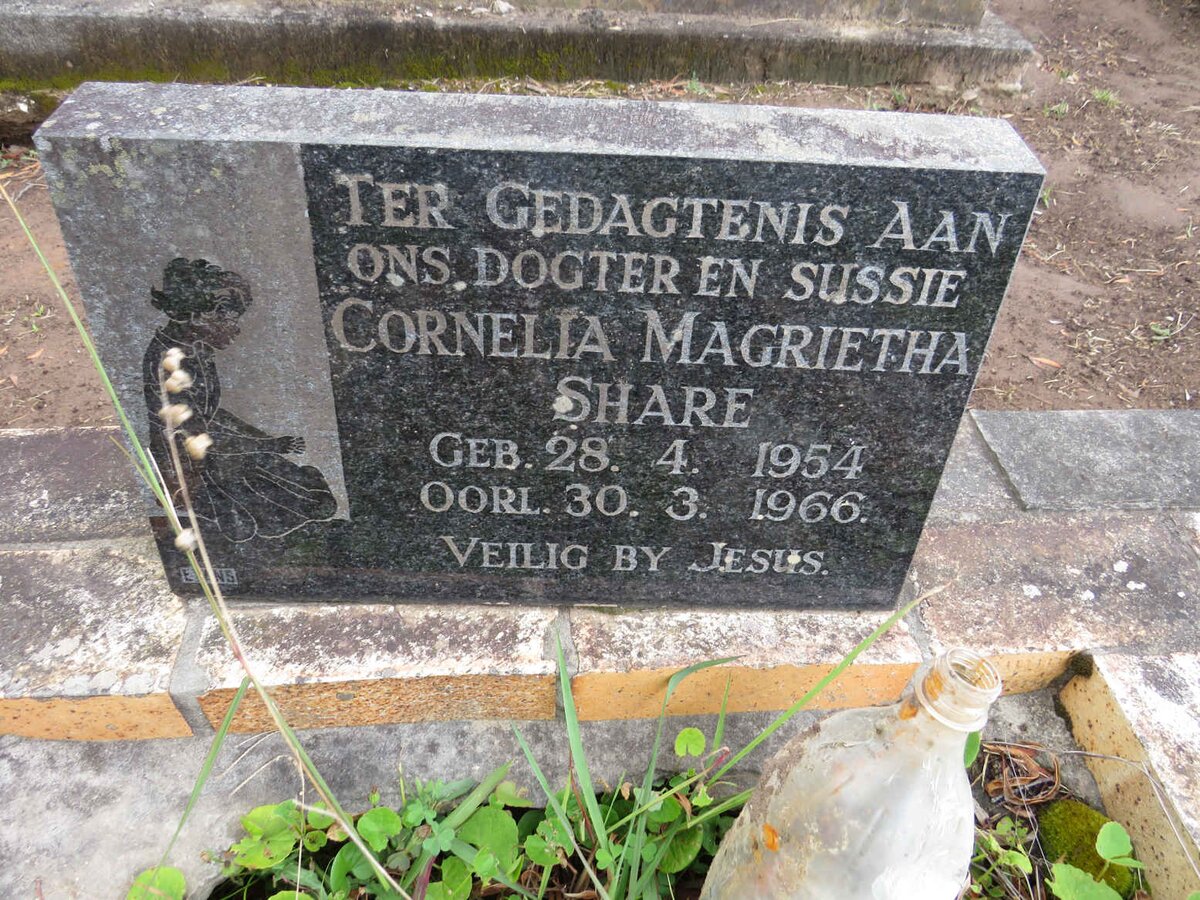 TER GEDAGTENIS AAN
ONS DOGTER EN SUSSIE
CORNELIA MAGRIETHA
SHARE
GEB. 28. 4. 1954
OORL. 30. 3. 1966.
VEILIG BY JESUS.